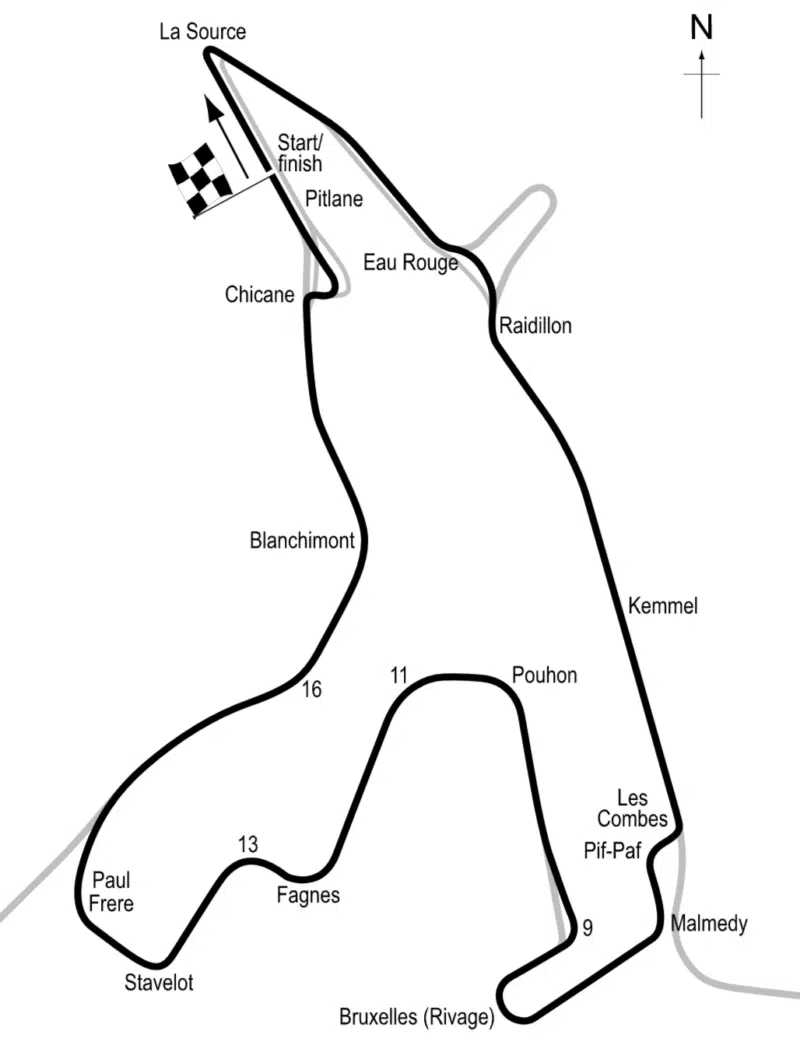 La Source
N
Start/
finish
Pitlane
Eau Rouge
Chicane
Raidillon
Blanchimont
Kemmel
11
Pouhon
16
Les
Combes
13
Pif-Paf
Paul
Frere
Fagnes
9
Malmedy
Stavelot
Bruxelles (Rivage)